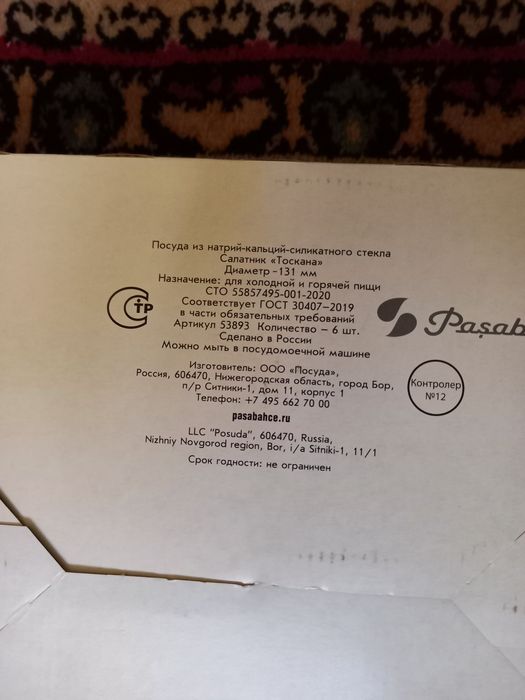 Посуда из натрий-кальций-силикатного стекла
Салатник «Тоскана»
Диаметр -131 мм
Назначение: для холодной и горячей пищи
СТО 55857495-001-2020
Соответствует ГОСТ 30407-2019
в части обязательных требований
Артикул 53893 Количество – 6 шт.
Сделано в России
Можно мыть в посудомоечной машине
СТР
Paşab
Изготовитель: ООО «Посуда»,
Россия, 606470, Нижегородская область, город Бор,
п/р Ситники-1, дом 11, корпус 1
Телефон: +7 495 662 70 00
Контролер
№12
pasabahce.ru
LLC "Posuda", 606470, Russia,
Nizhniy Novgorod region, Bor, i/a Sitniki-1, 11/1
Срок годности: не ограничен